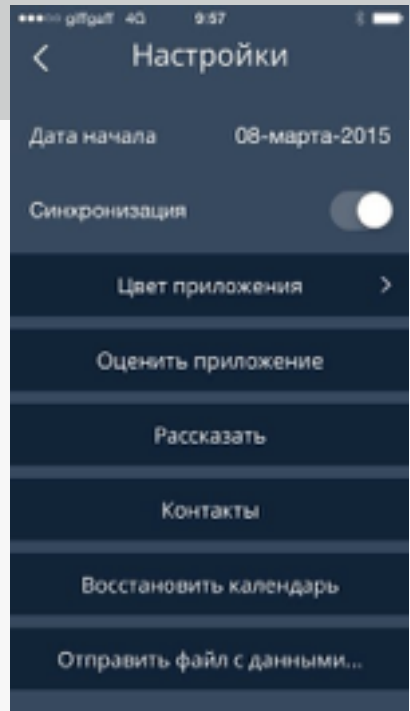 giffgaff 4G 9:57
Настройки
Дата начала 08-марта-2015
Синхронизация
Цвет приложения
Оценить приложение
Рассказать
Контакты
Восстановить календарь
Отправить файл с данными...